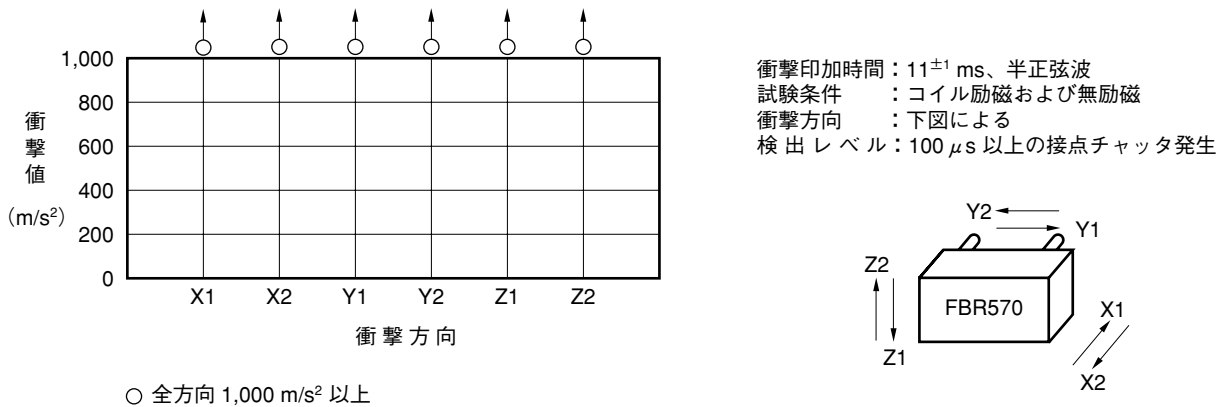 1,000
800
600
400
200
0
衝撃値
(m/s²)
X1 X2 Y1 Y2 Z1 Z2
衝撃方向
○ 全方向 1,000 m/s² 以上
衝撃印加時間：11±1 ms、半正弦波
試験条件　　：コイル励磁および無励磁
衝撃方向　　：下図による
検出レベル：100 μs 以上の接点チャッタ発生
Y2
Y1
Z2
FBR570
X1
Z1
X2